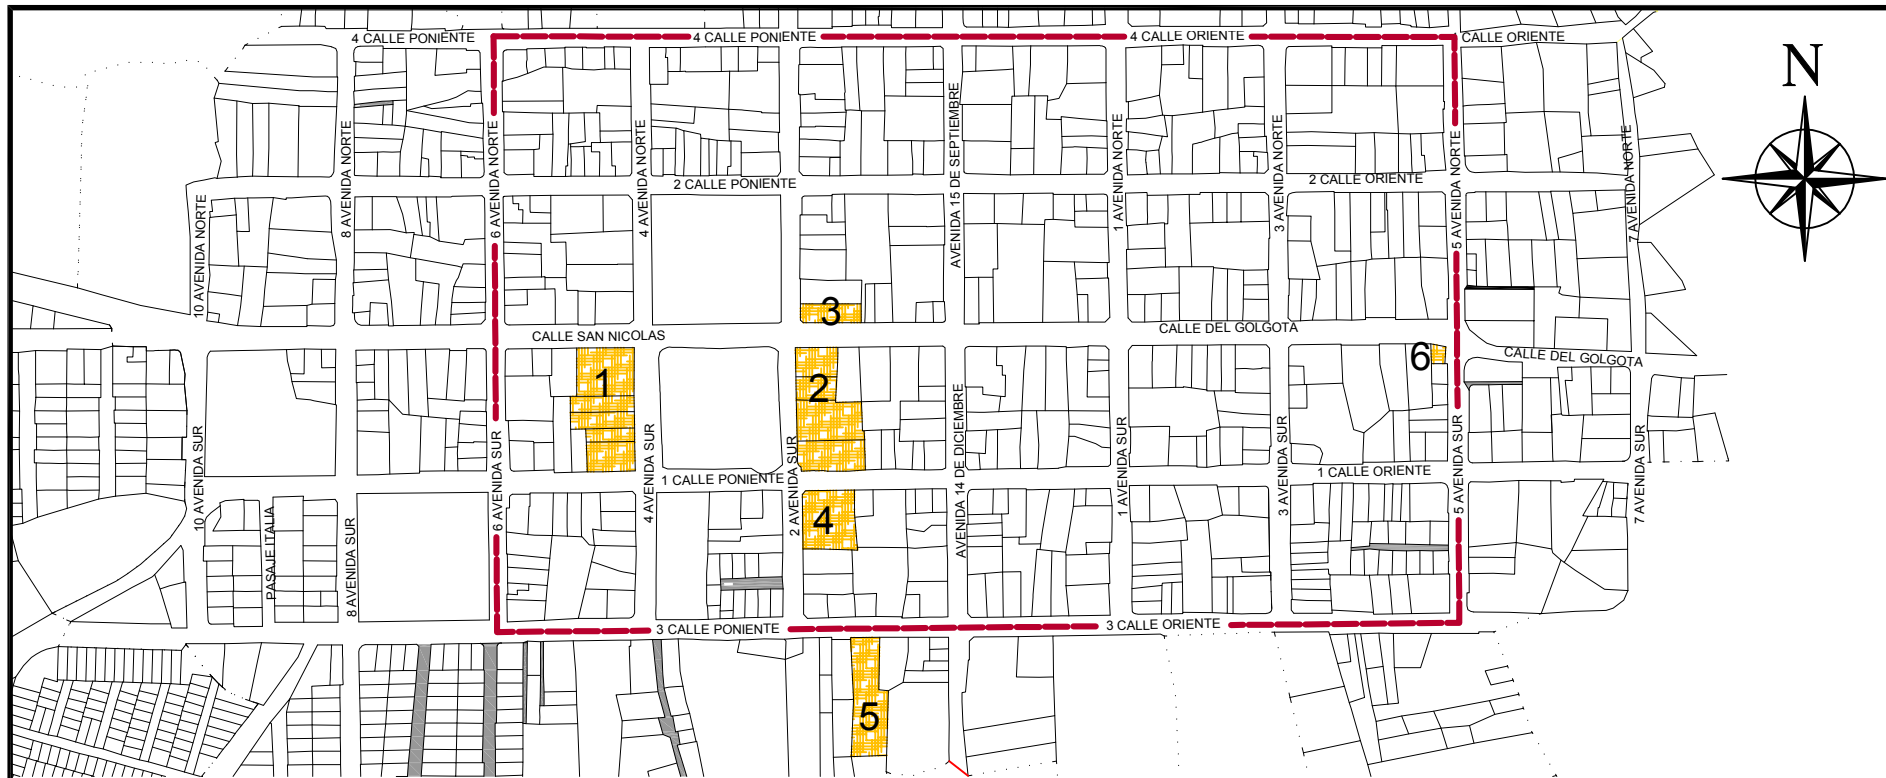 4 CALLE PONIENTE
4 CALLE PONIENTE
4 CALLE ORIENTE
CALLE ORIENTE
N
10 AVENIDA NORTE
8 AVENIDA NORTE
6 AVENIDA NORTE
4 AVENIDA NORTE
AVENIDA 15 DE SEPTIEMBRE
1 AVENIDA NORTE
3 AVENIDA NORTE
5 AVENIDA NORTE
7 AVENIDA NORTE
2 CALLE PONIENTE
2 CALLE ORIENTE
3
CALLE SAN NICOLAS
CALLE DEL GOLGOTA
CALLE DEL GOLGOTA
1
2
6
10 AVENIDA SUR
6 AVENIDA SUR
4 AVENIDA SUR
2 AVENIDA SUR
AVENIDA 14 DE DICIEMBRE
1 AVENIDA SUR
3 AVENIDA SUR
5 AVENIDA SUR
7 AVENIDA SUR
1 CALLE PONIENTE
1 CALLE ORIENTE
4
PASAJE ITALIA
8 AVENIDA SUR
3 CALLE PONIENTE
3 CALLE ORIENTE
5